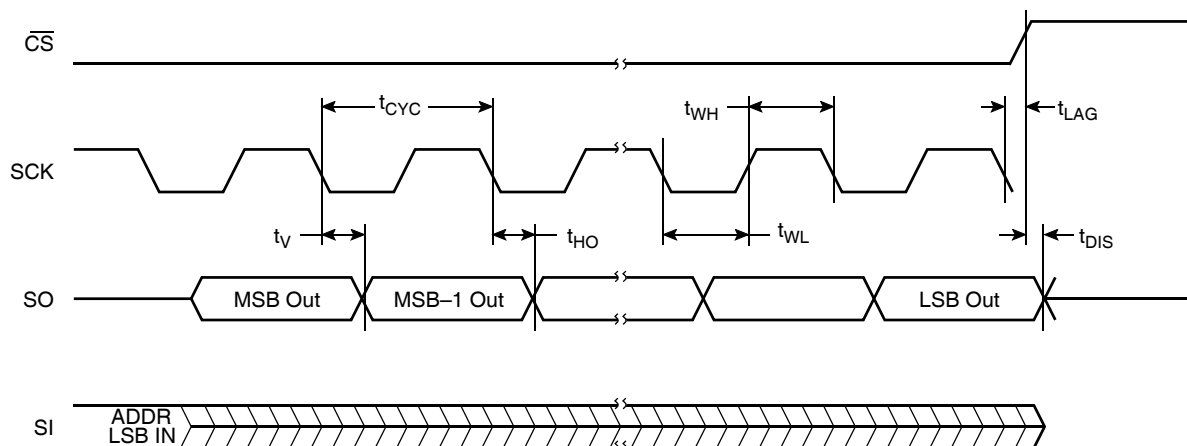 CS
tCYC
tWH
tLAG
SCK
tV
tHO
tWL
tDIS
SO
MSB Out
MSB–1 Out
LSB Out
SI
ADDR
LSB IN